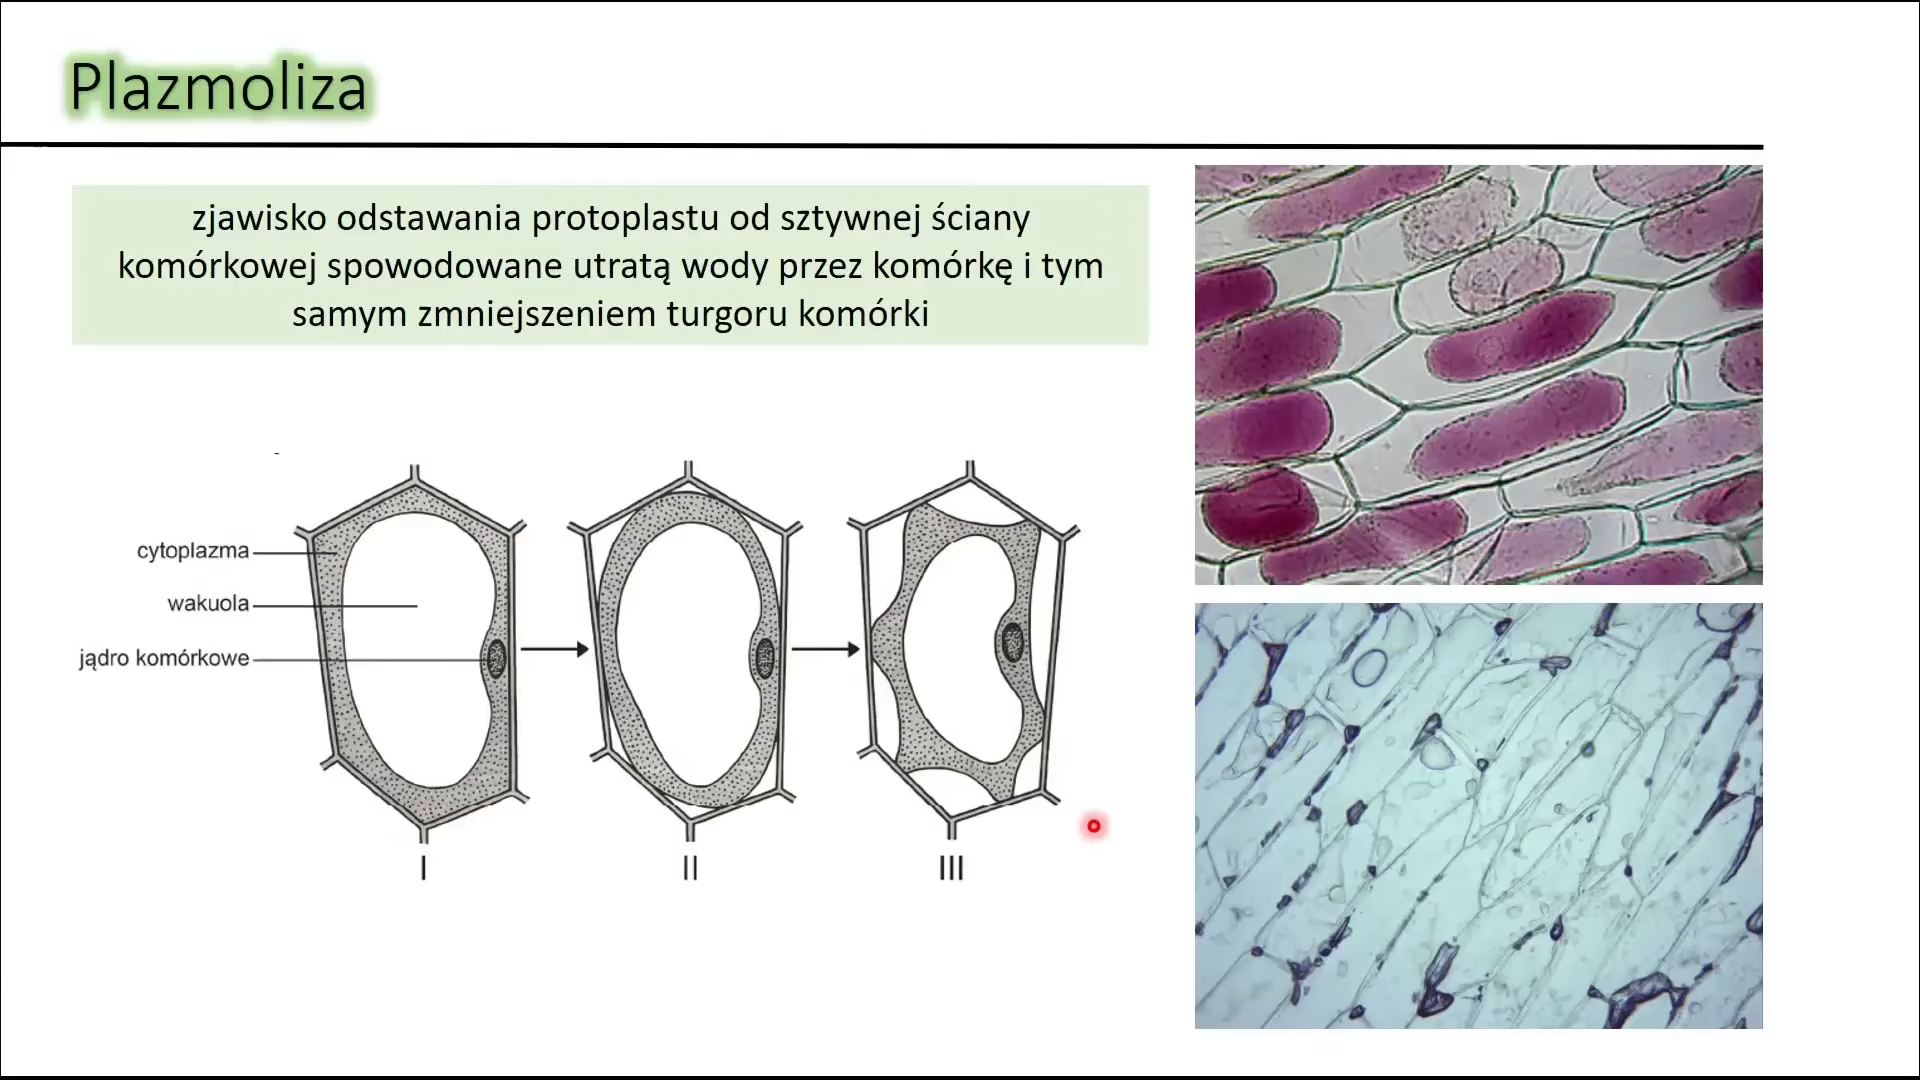 Plazmoliza
zjawisko odstawania protoplastu od sztywnej ściany
komórkowej spowodowane utratą wody przez komórkę i tym
samym zmniejszeniem turgoru komórki
cytoplazma
wakuola
jądro komórkowe
I II III